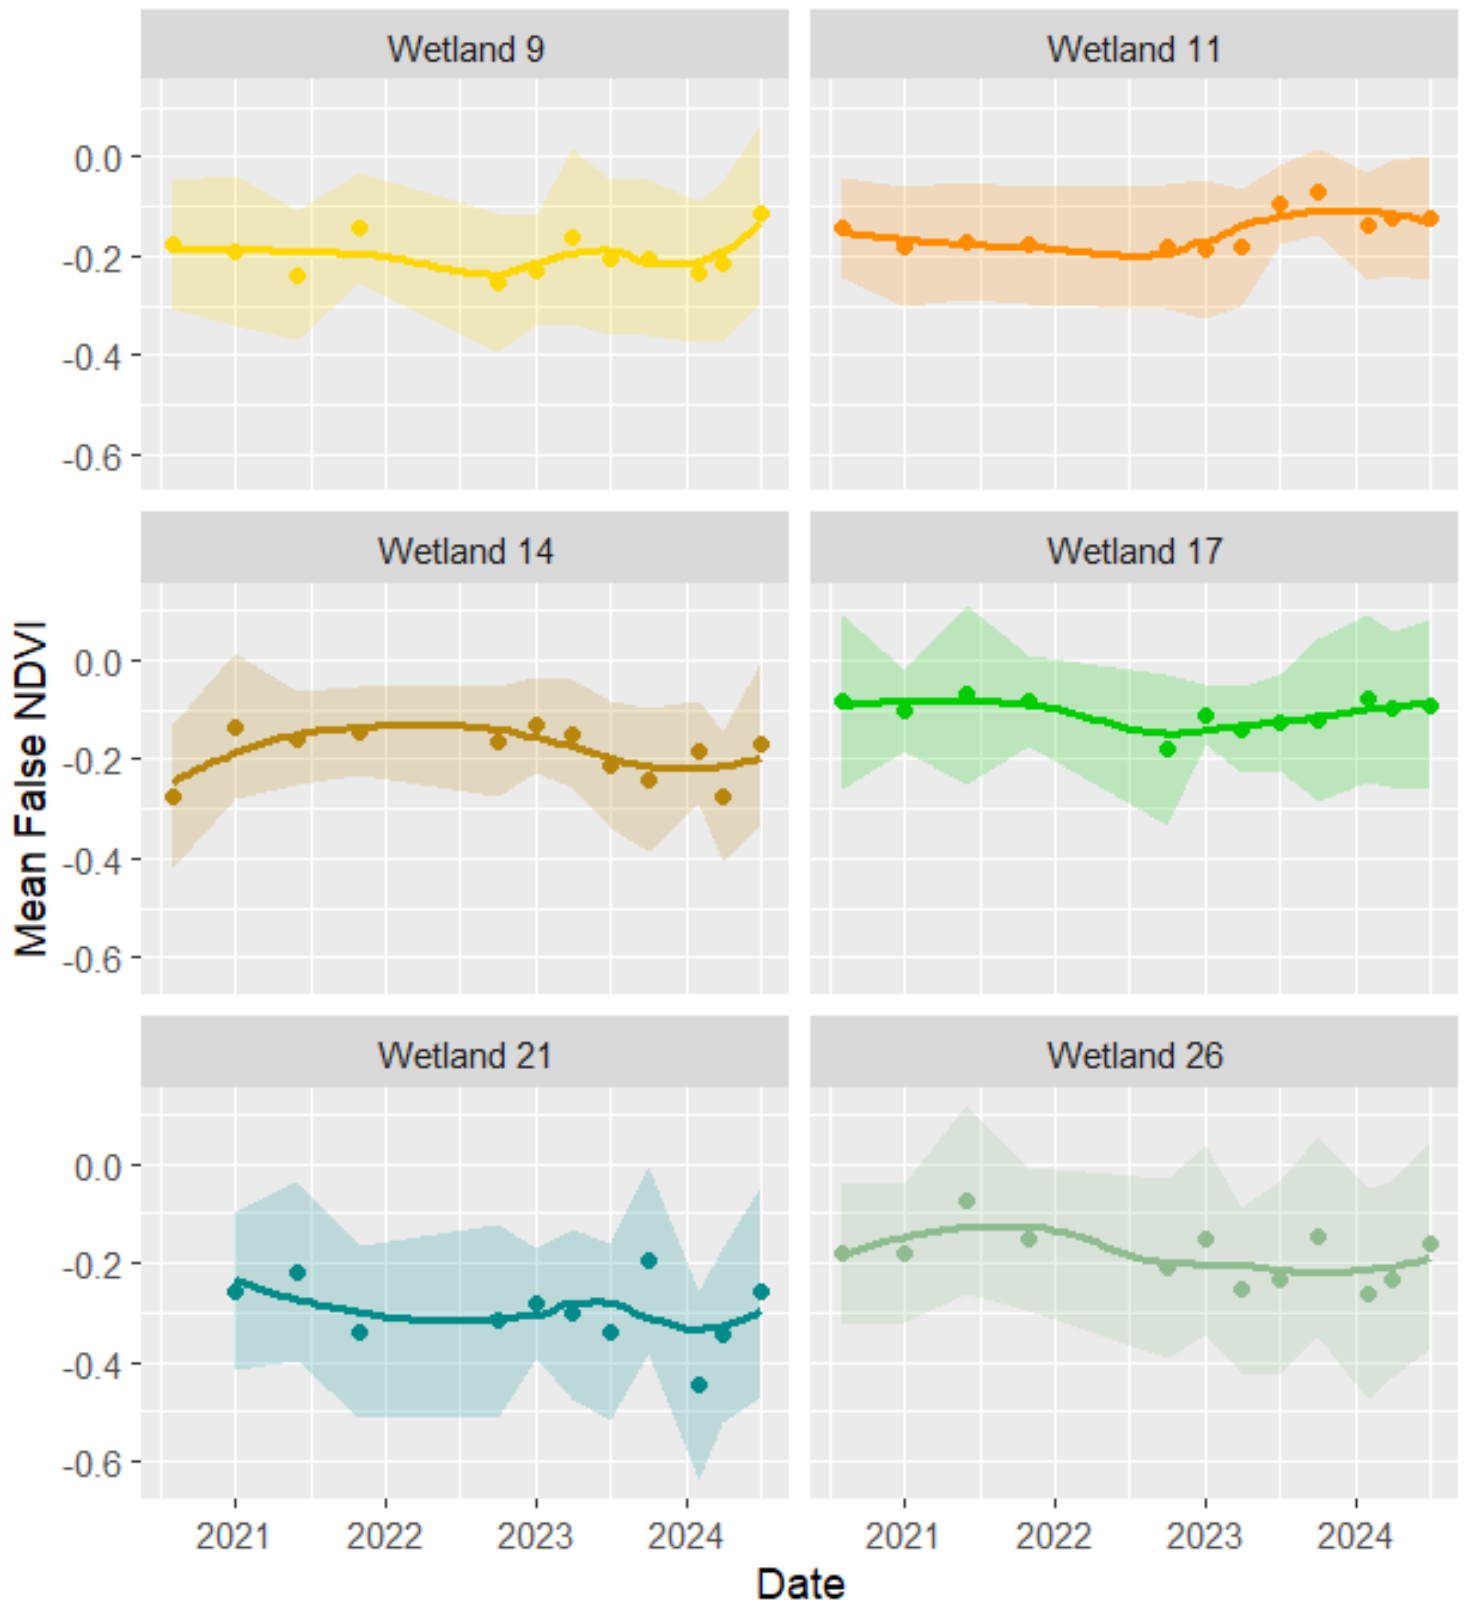 Wetland 9
Wetland 11
0.0
-0.2
-0.4
-0.6
Wetland 14
Wetland 17
0.0
-0.2
-0.4
-0.6
Mean False NDVI
Wetland 21
Wetland 26
0.0
-0.2
-0.4
-0.6
2021 2022 2023 2024 2021 2022 2023 2024
Date